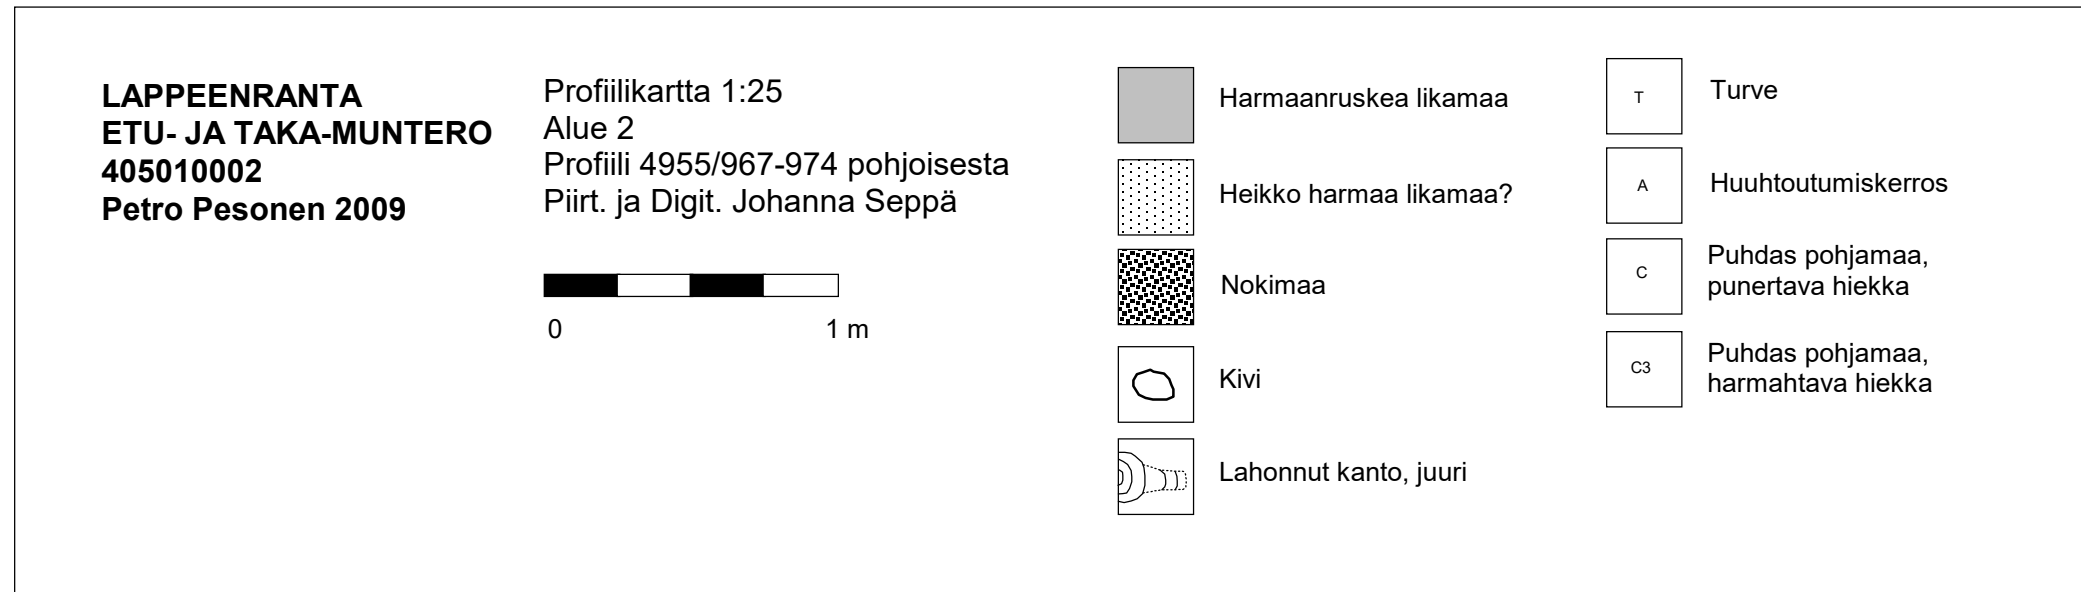 LAPPEENRANTA
ETU- JA TAKA-MUNTERO
405010002
Petro Pesonen 2009
Profiilikartta 1:25
Alue 2
Profiili 4955/967-974 pohjoisesta
Piirt. ja Digit. Johanna Seppä
0
1 m
Harmaanruskea likamaa
Heikko harmaa likamaa?
Nokimaa
Kivi
Lahonnut kanto, juuri
T
Turve
A
Huuhtoutumiskerros
C
Puhdas pohjamaa,
punertava hiekka
C3
Puhdas pohjamaa,
harmahtava hiekka